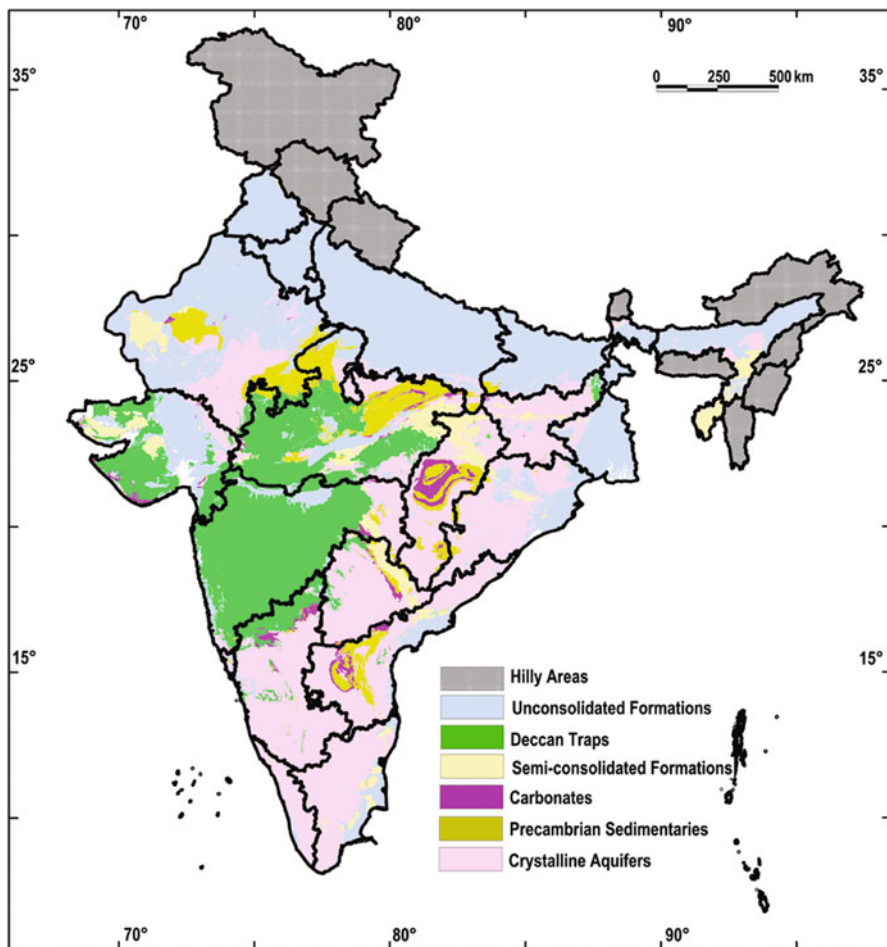 70° 80° 90°
35° 35°
0 250 500 km
25° 25°
15° 15°
Hilly Areas
Unconsolidated Formations
Deccan Traps
Semi-consolidated Formations
Carbonates
Precambrian Sedimentaries
Crystalline Aquifers
70° 80° 90°